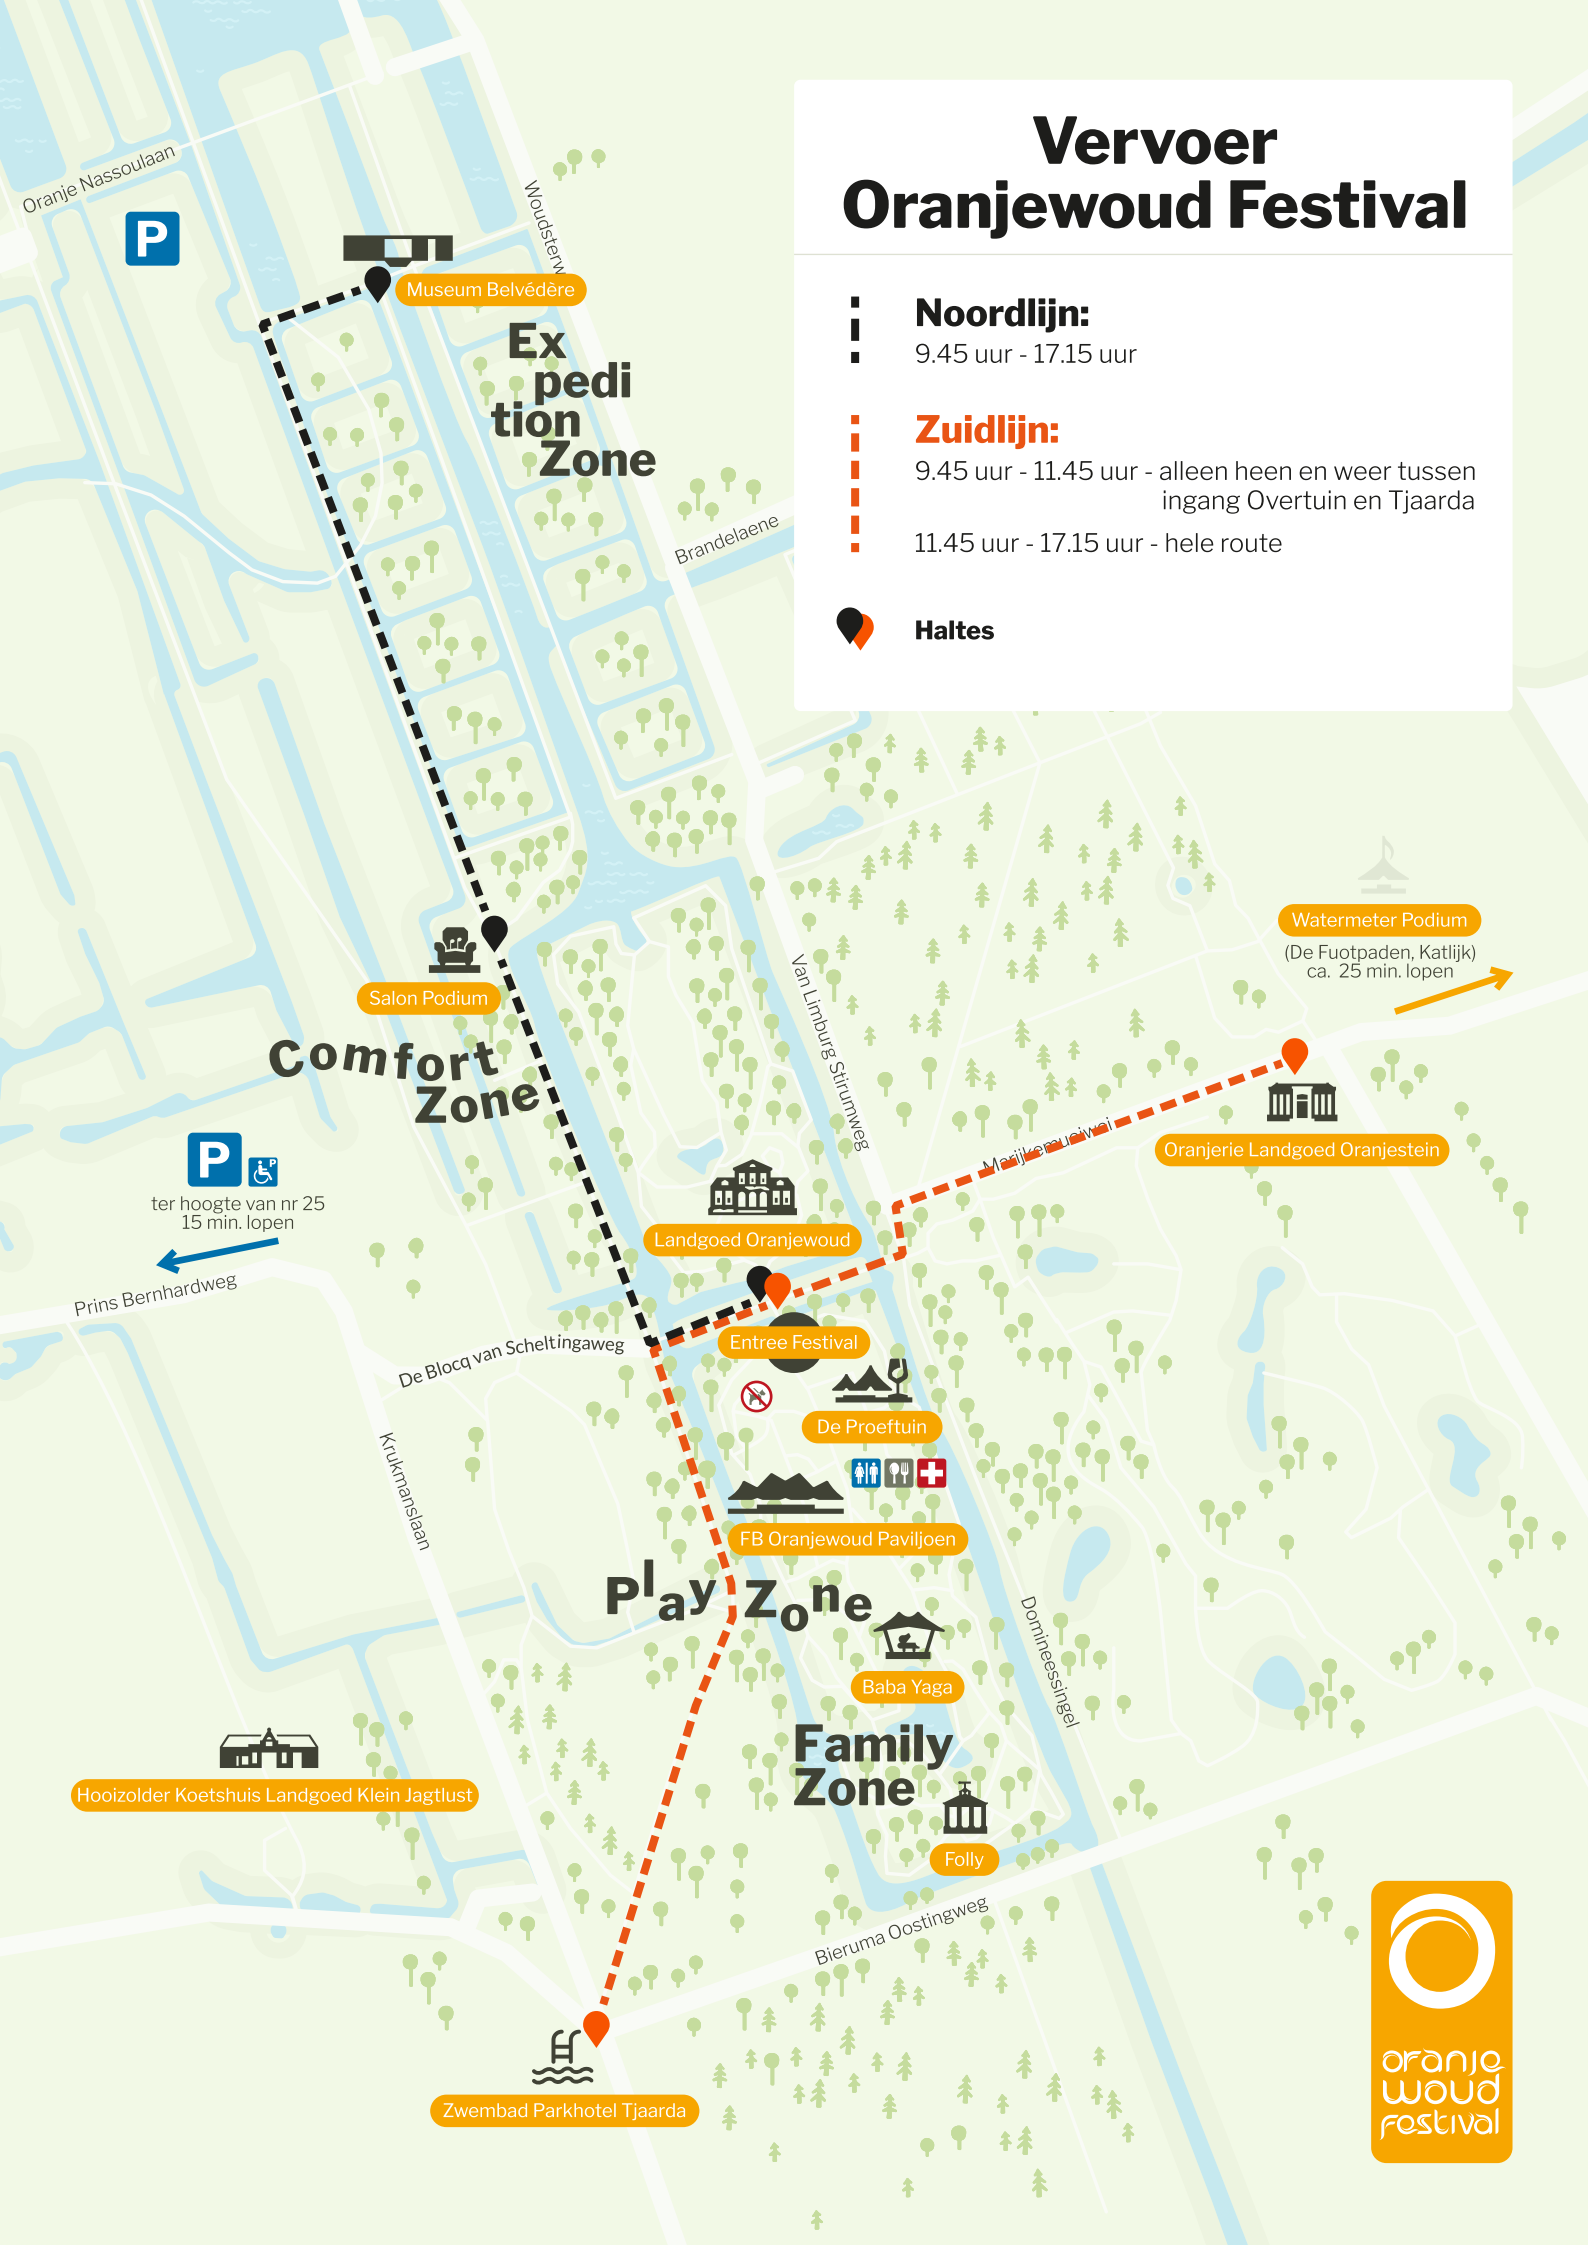 Vervoer
Oranjewoud Festival
Noordlijn:
9.45 uur - 17.15 uur
Zuidlijn:
9.45 uur - 11.45 uur - alleen heen en weer tussen
ingang Overtuin en Tjaarda
11.45 uur - 17.15 uur - hele route
Haltes
Oranje Nassoulaan
P
Woudsterw
Museum Belvédère
Ex
pedi
tion
Zone
Brandelaene
Watermeter Podium
(De Fuotpaden, Katlijk)
ca. 25 min. lopen
Salon Podium
Van Limburg Stirumweg
Comfort
Zone
Marijkemuoiwei
Oranjerie Landgoed Oranjestein
P
P
ter hoogte van nr 25
15 min. lopen
Prins Bernhardweg
Landgoed Oranjewoud
De Blocq van Scheltingaweg
Entree Festival
De Proeftuin
Krukmanslaan
FB Oranjewoud Paviljoen
Play Zone
Domineessingel
Baba Yaga
Family
Zone
Hooizolder Koetshuis Landgoed Klein Jagtlust
Folly
Bieruma Oostingweg
Zwembad Parkhotel Tjaarda
oranje
woud
festival